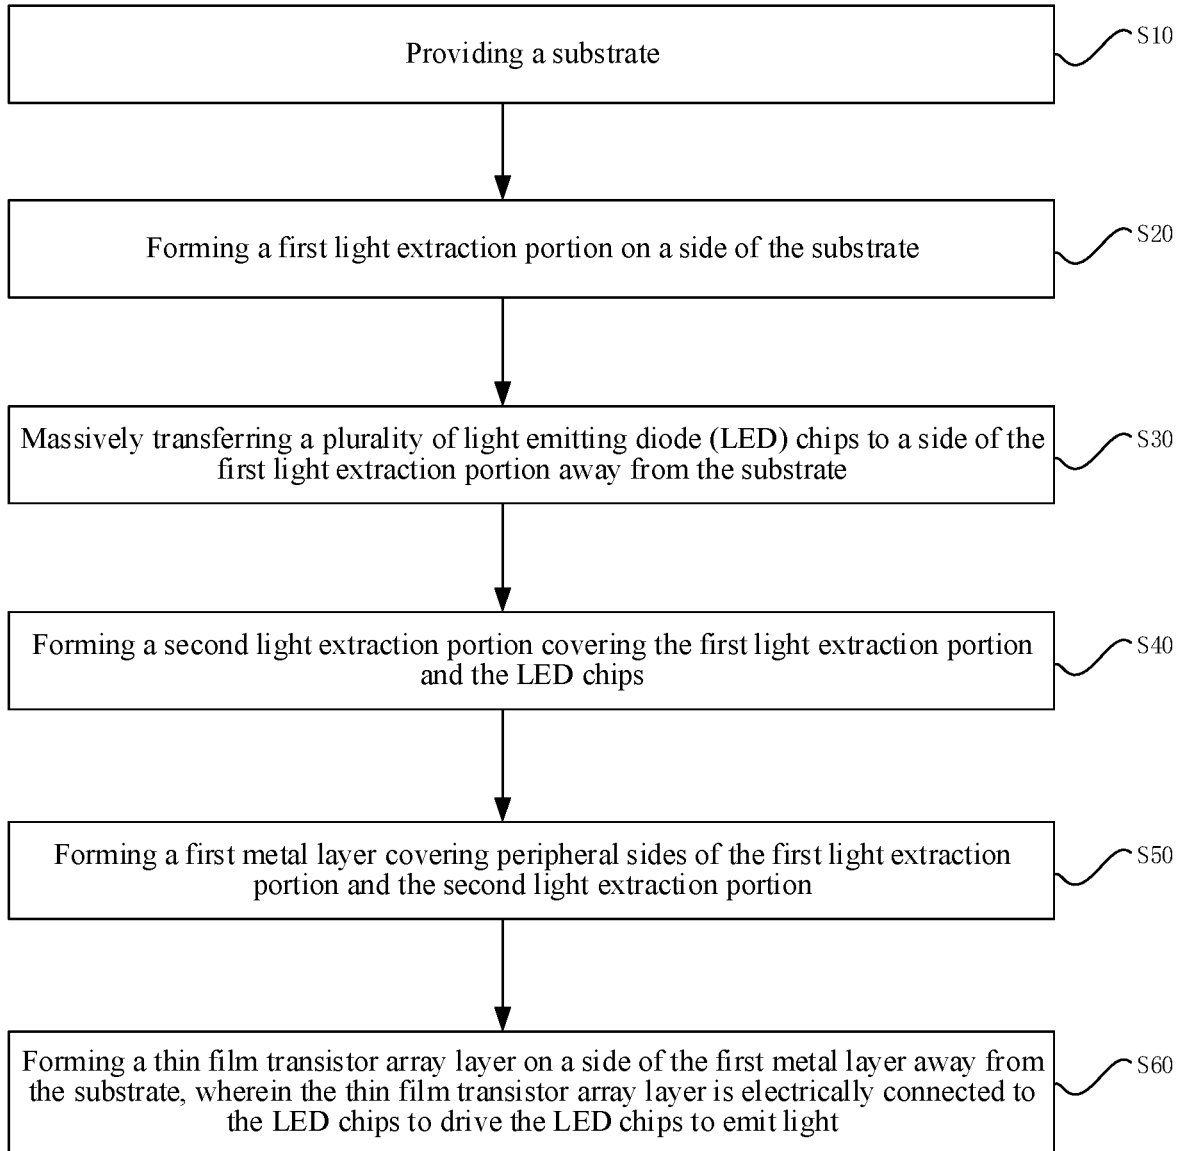 Providing a substrate
S10
Forming a first light extraction portion on a side of the substrate
S20
Massively transferring a plurality of light emitting diode (LED) chips to a side of the
first light extraction portion away from the substrate
S30
Forming a second light extraction portion covering the first light extraction portion
and the LED chips
S40
Forming a first metal layer covering peripheral sides of the first light extraction
portion and the second light extraction portion
S50
Forming a thin film transistor array layer on a side of the first metal layer away from
the substrate, wherein the thin film transistor array layer is electrically connected to
the LED chips to drive the LED chips to emit light
S60